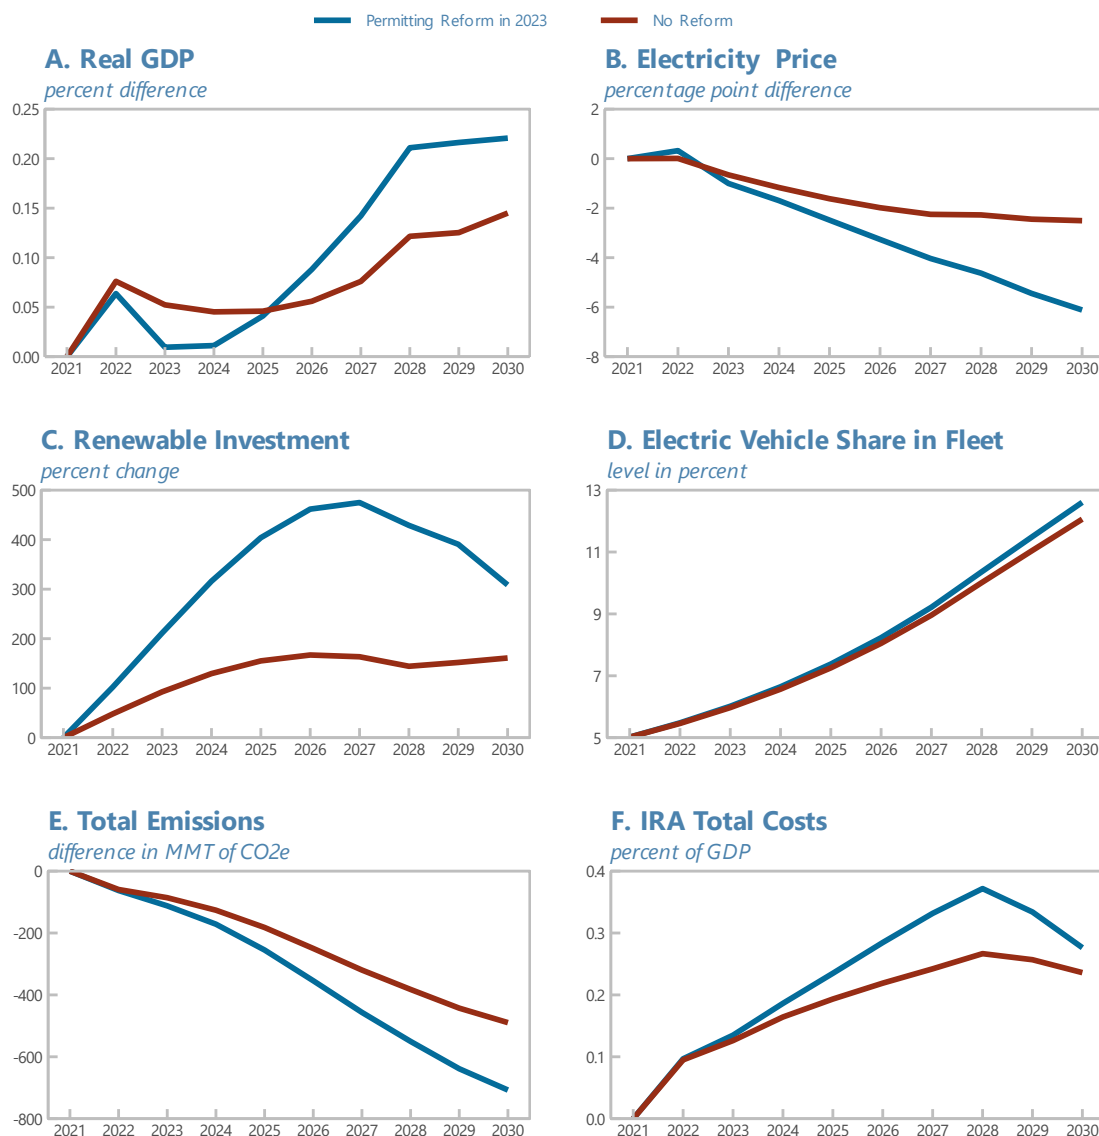 Permitting Reform in 2023
No Reform
A. Real GDP
percent difference
0.25
0.20
0.15
0.10
0.05
0.00
2021 2022 2023 2024 2025 2026 2027 2028 2029 2030
B. Electricity Price
percentage point difference
2
0
-2
-4
-6
-8
2021 2022 2023 2024 2025 2026 2027 2028 2029 2030
C. Renewable Investment
percent change
500
400
300
200
100
0
2021 2022 2023 2024 2025 2026 2027 2028 2029 2030
D. Electric Vehicle Share in Fleet
level in percent
13
11
9
7
5
2021 2022 2023 2024 2025 2026 2027 2028 2029 2030
E. Total Emissions
difference in MMT of CO2e
0
-200
-400
-600
-800
2021 2022 2023 2024 2025 2026 2027 2028 2029 2030
F. IRA Total Costs
percent of GDP
0.4
0.3
0.2
0.1
0.0
2021 2022 2023 2024 2025 2026 2027 2028 2029 2030